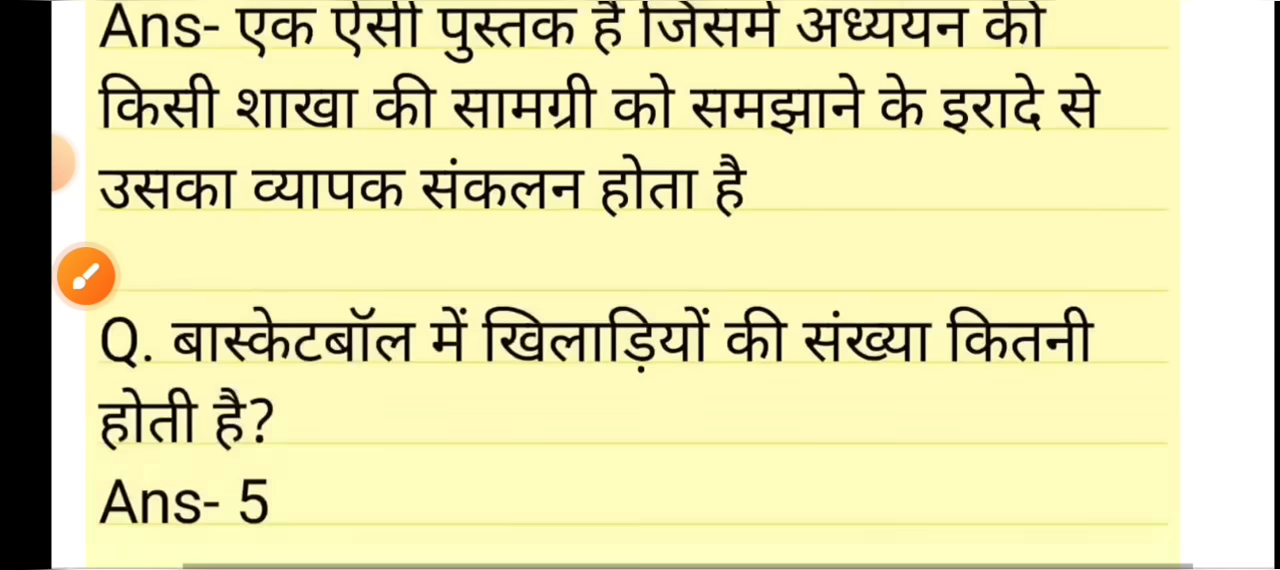 Ans- एक ऐसी पुस्तक है जिसमें अध्ययन की
किसी शाखा की सामग्री को समझाने के इरादे से
उसका व्यापक संकलन होता है
Q. बास्केटबॉल में खिलाड़ियों की संख्या कितनी
होती है?
Ans- 5